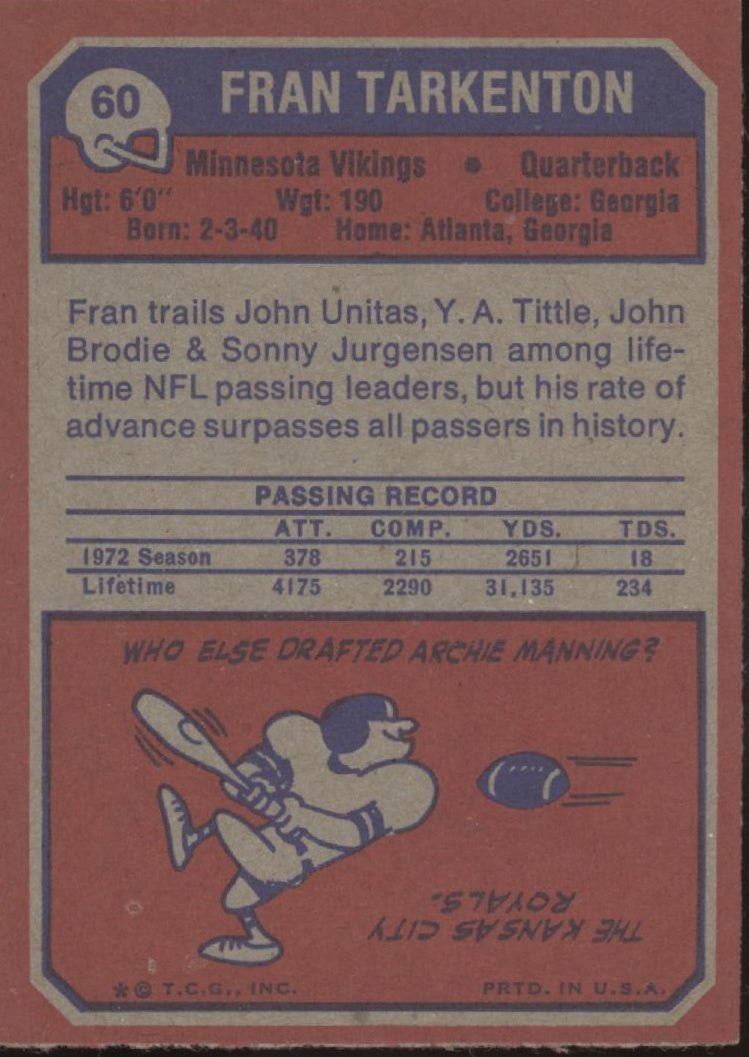 60
FRAN TARKENTON
Minnesota Vikings • Quarterback
Hgt: 6'0" Wgt: 190 College: Georgia
Born: 2-3-40 Home: Atlanta, Georgia
Fran trails John Unitas, Y. A. Tittle, John
Brodie & Sonny Jurgensen among life-
time NFL passing leaders, but his rate of
advance surpasses all passers in history.
PASSING RECORD
ATT. COMP. YDS. TDS.
1972 Season 378 215 2651 18
Lifetime 4175 2290 31,135 234
WHO ELSE DRAFTED ARCHIE MANNING?
THE KANSAS CITY
ROYALS.
* © T.C.G., INC. PRTD. IN U.S.A.